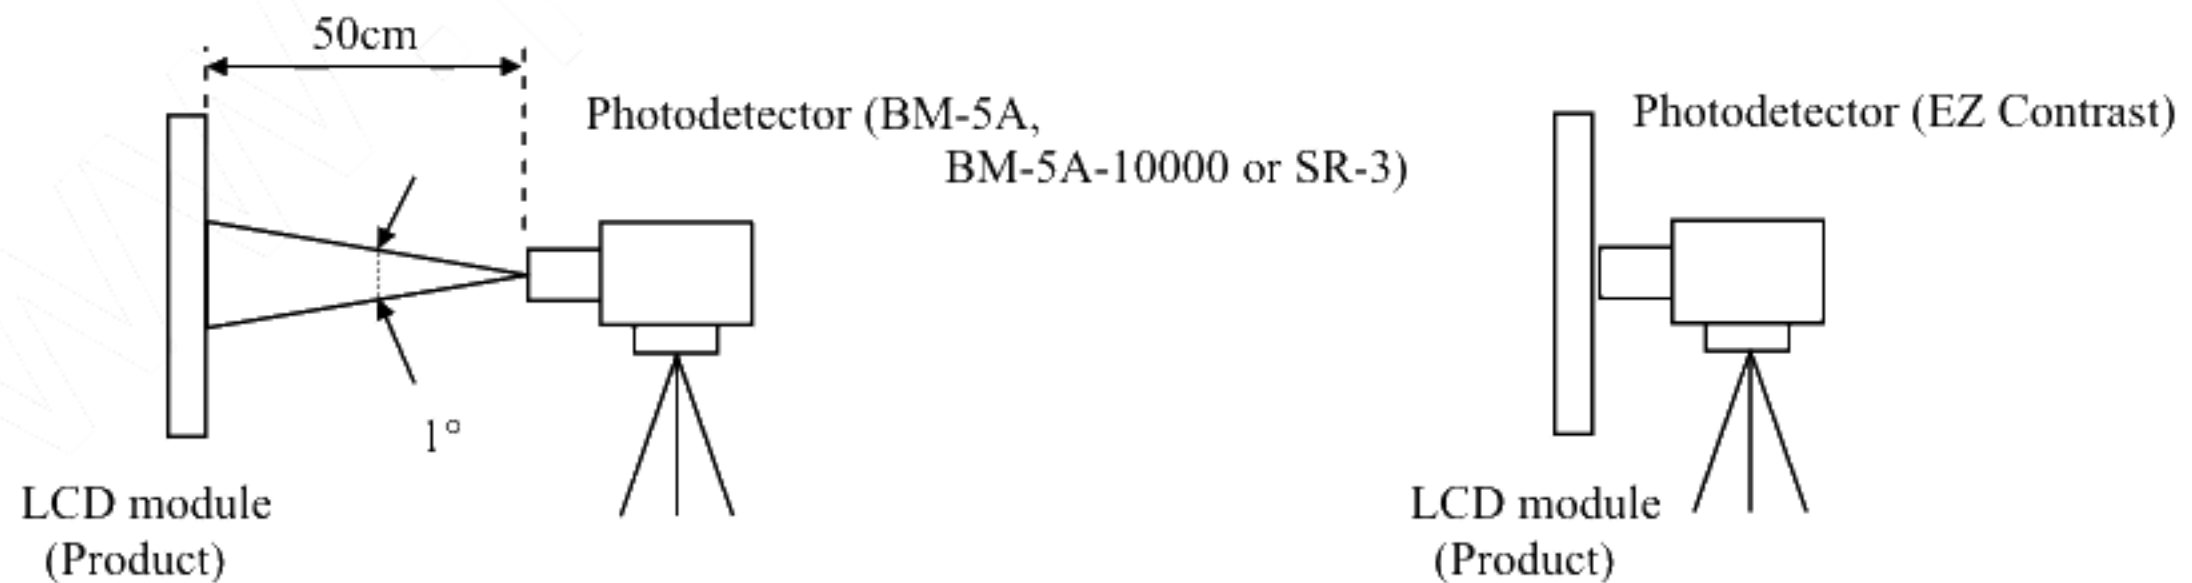 50cm
Photodetector (BM-5A,
BM-5A-10000 or SR-3)
1°
LCD module
(Product)
Photodetector (EZ Contrast)
LCD module
(Product)